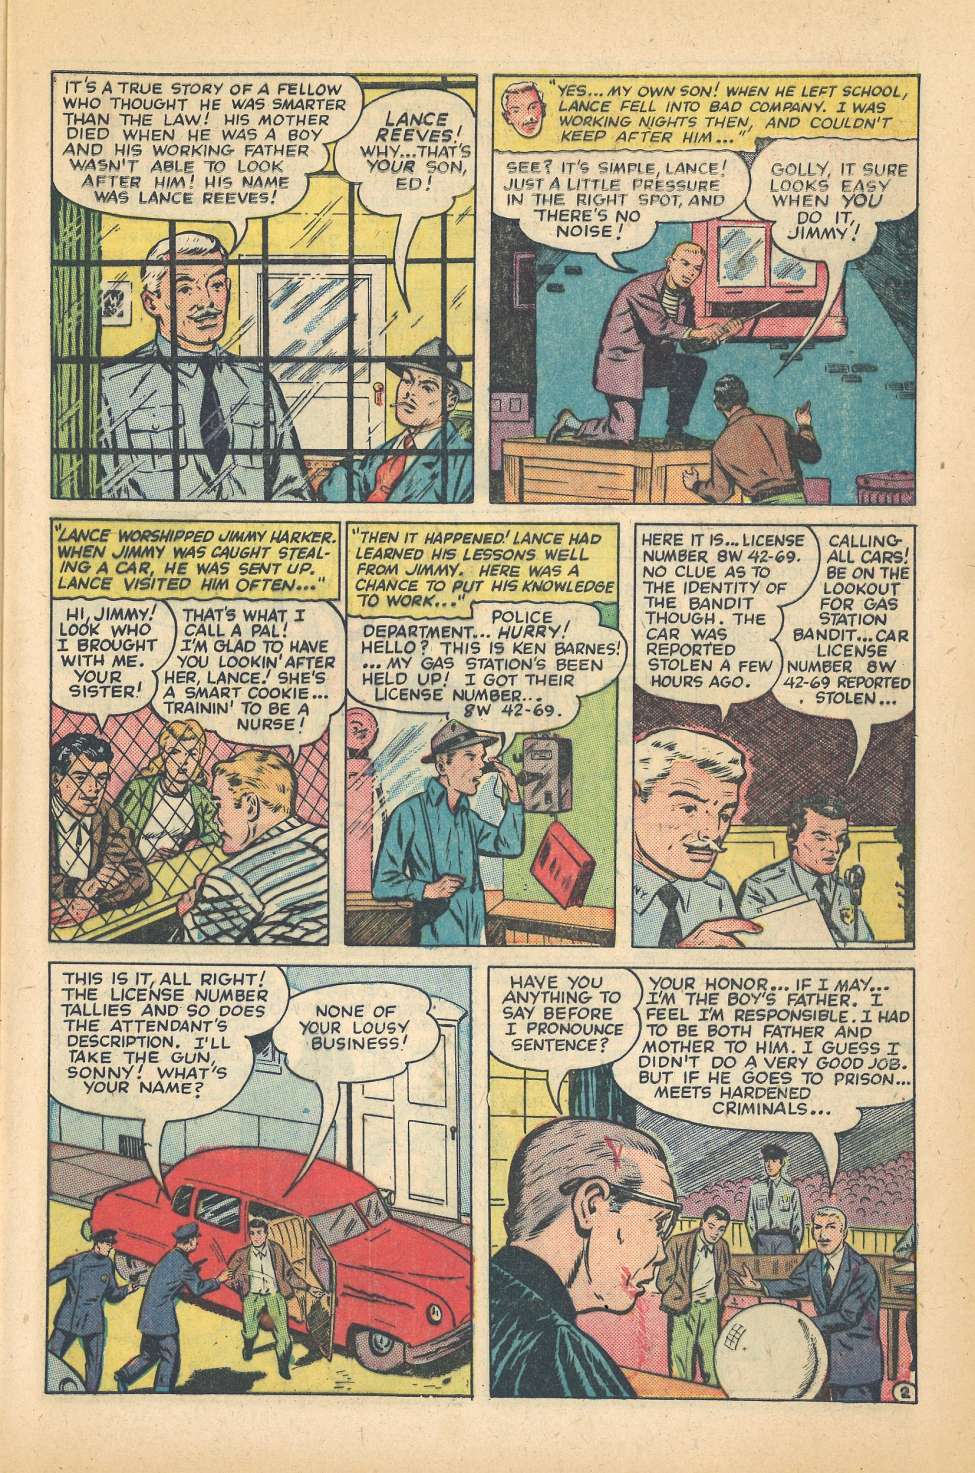 IT'S A TRUE STORY OF A FELLOW
WHO THOUGHT HE WAS SMARTER
THAN THE LAW! HIS MOTHER
DIED WHEN HE WAS A BOY
AND HIS WORKING FATHER
WASN'T ABLE TO LOOK
AFTER HIM! HIS NAME
WAS LANCE REEVES!
LANCE
REEVES!
WHY...THAT'S
YOUR SON,
ED!
"YES... MY OWN SON! WHEN HE LEFT SCHOOL,
LANCE FELL INTO BAD COMPANY. I WAS
WORKING NIGHTS THEN, AND COULDN'T
KEEP AFTER HIM..."
SEE? IT'S SIMPLE, LANCE!
JUST A LITTLE PRESSURE
IN THE RIGHT SPOT, AND
THERE'S NO
NOISE!
GOLLY, IT SURE
LOOKS EASY
WHEN YOU
DO IT,
JIMMY!
"LANCE WORSHIPPED JIMMY HARKER.
WHEN JIMMY WAS CAUGHT STEAL-
ING A CAR, HE WAS SENT UP.
LANCE VISITED HIM OFTEN..."
HI, JIMMY!
LOOK WHO
I BROUGHT
WITH ME.
YOUR
SISTER!
THAT'S WHAT I
CALL A PAL!
I'M GLAD TO HAVE
YOU LOOKIN' AFTER
HER, LANCE! SHE'S
A SMART COOKIE...
TRAININ' TO BE A
NURSE!
"THEN IT HAPPENED! LANCE HAD
LEARNED HIS LESSONS WELL
FROM JIMMY. HERE WAS A
CHANCE TO PUT HIS KNOWLEDGE
TO WORK..."
POLICE
DEPARTMENT... HURRY!
HELLO? THIS IS KEN BARNES!
...MY GAS STATION'S BEEN
HELD UP! I GOT THEIR
LICENSE NUMBER...
8W 42-69.
HERE IT IS...LICENSE
NUMBER 8W 42-69.
NO CLUE AS TO
THE IDENTITY OF
THE BANDIT
THOUGH. THE
CAR WAS
REPORTED
STOLEN A FEW
HOURS AGO.
CALLING
ALL CARS!
BE ON THE
LOOKOUT
FOR GAS
STATION
BANDIT...CAR
LICENSE
NUMBER 8W
42-69 REPORTED
STOLEN...
THIS IS IT, ALL RIGHT!
THE LICENSE NUMBER
TALLIES AND SO DOES
THE ATTENDANT'S
DESCRIPTION. I'LL
TAKE THE GUN,
SONNY! WHAT'S
YOUR NAME?
NONE OF
YOUR LOUSY
BUSINESS!
HAVE YOU
ANYTHING TO
SAY BEFORE
I PRONOUNCE
SENTENCE?
YOUR HONOR... IF I MAY...
I'M THE BOY'S FATHER. I
FEEL I'M RESPONSIBLE. I HAD
TO BE BOTH FATHER AND
MOTHER TO HIM. I GUESS I
DIDN'T DO A VERY GOOD JOB.
BUT IF HE GOES TO PRISON...
MEETS HARDENED
CRIMINALS...
2